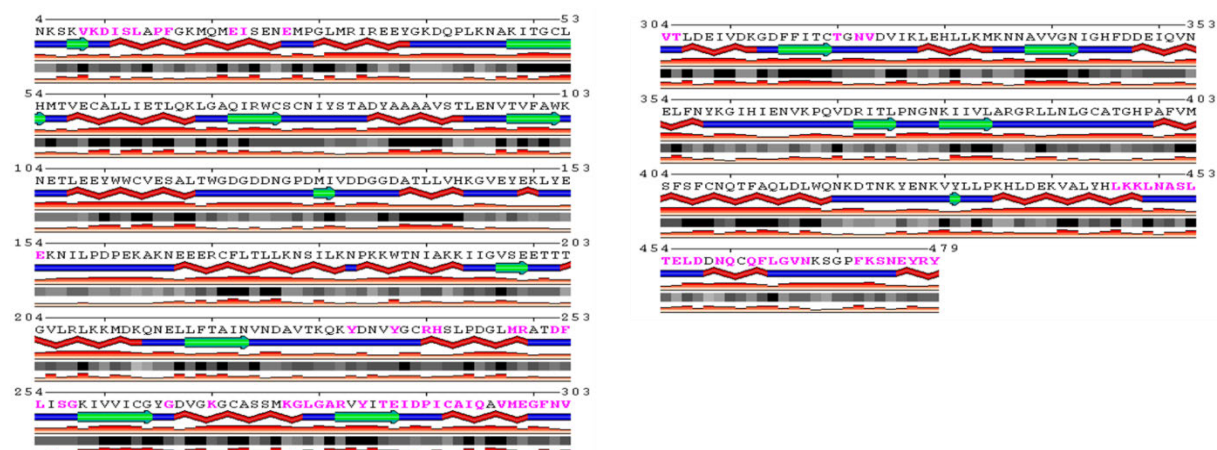 4 53
NKSKVKDISLAPFGKMQMEISENEMPGLMRIREEYGKDQPLKNAKITGCL
54 103
HMTVECALLIETLQKLGAQIRWCSCNIYSTADYAAAAVSTLENVTVFAWK
104 153
NETLEEYWWCVESALTWGDGDDNGPDMIVDDGGDATLLVHKGVEYEKLYE
154 203
EKNILPDPEKAKNEEERCFLTLLKNSILKNPKKWTNIAKKIIGVSEETTT
204 253
GVLRLKKMDKQNELLFTAINVNDAVTKQKYDNVYGCRHSLPDGLMRATDF
254 303
LISGKIVVICGYGDVGKGCASSMKGLGARVYITEIDPICAIQAVMEGFNV
304 353
VTLDEIVDKGDFFITCTGNVDVIKLEHLLKMKNNAVVGNIGHFDDEIQVN
354 403
ELFNYKGIHIENVKPQVDRITLPNGNKIIVLARGRLLNLGCATGHPAFVM
404 453
SFSFCNQTFAQLDLWQNKDTNKYENKVYLLPKHLDEKVALYHLKKLNASL
454 479
TELDDNQCQFLGVNKSGPFKSNEYRY